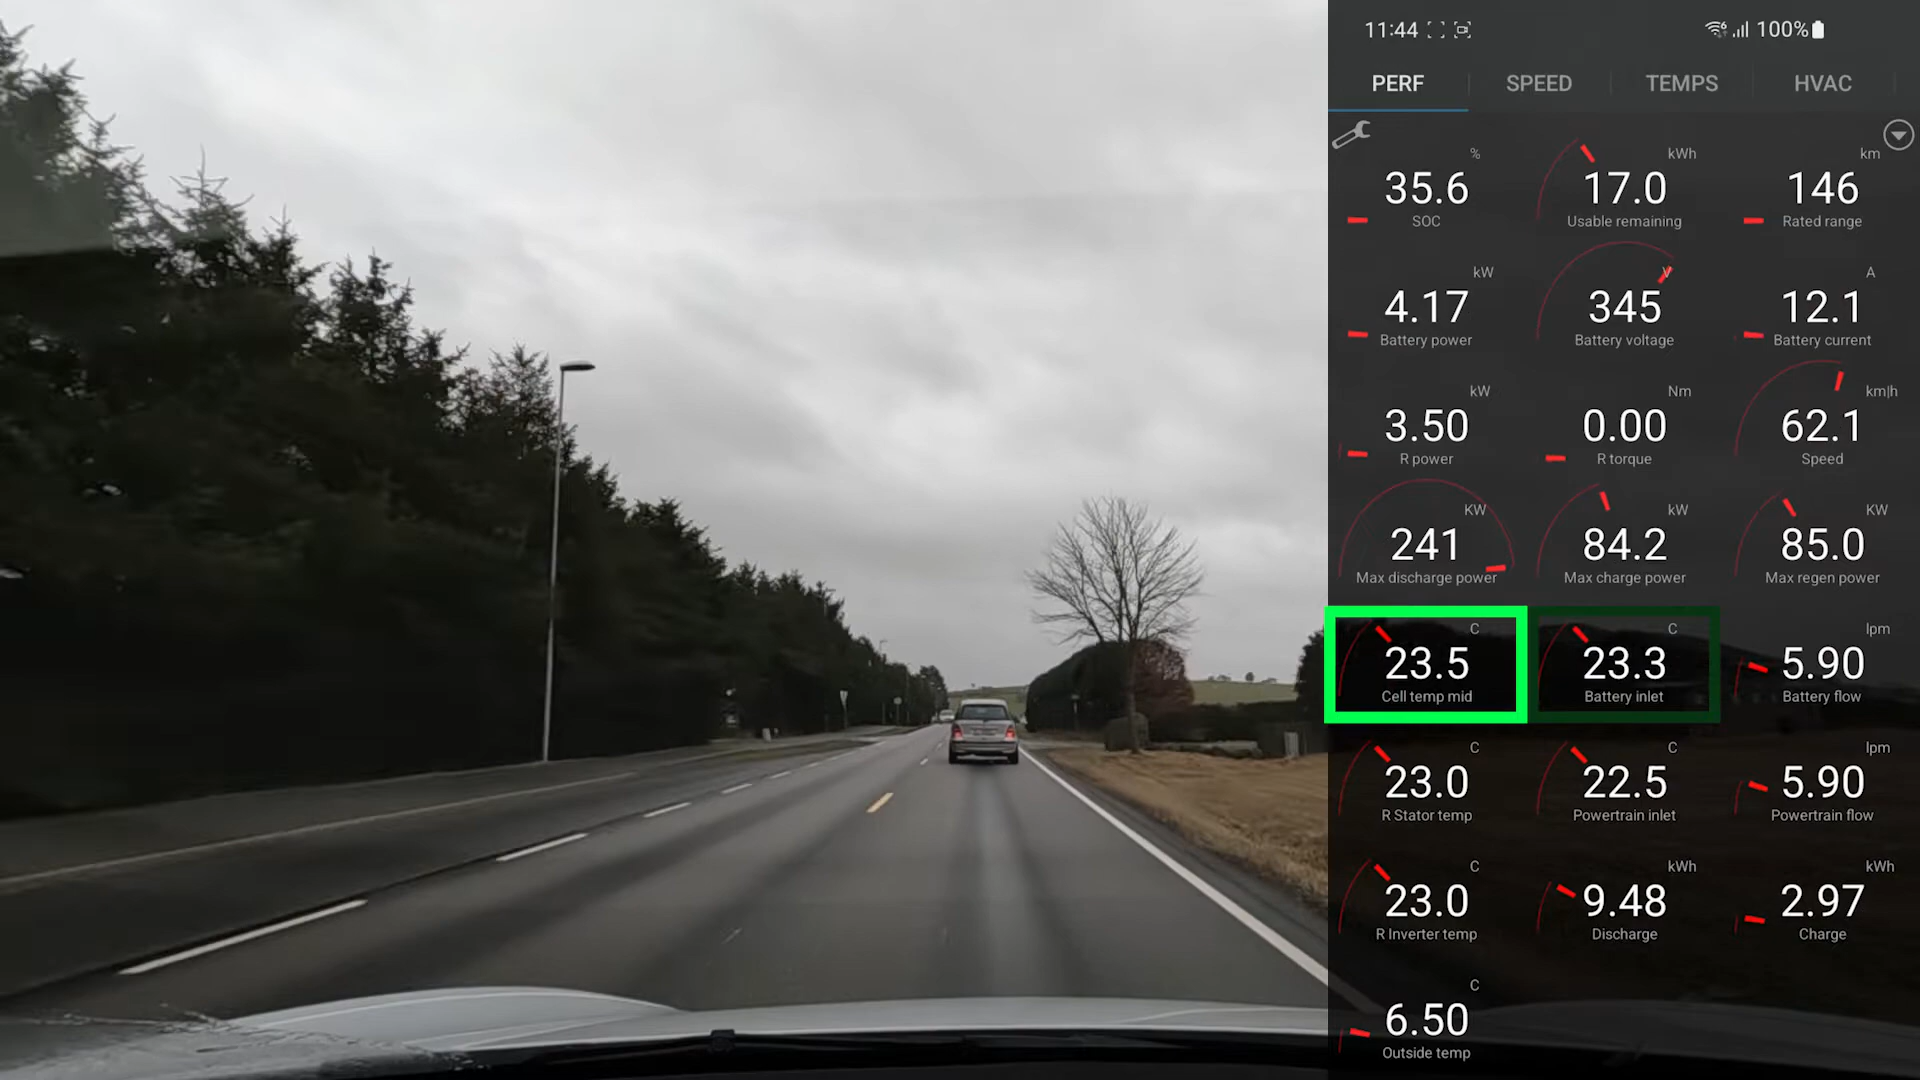 11:44 100%
PERF SPEED TEMPS HVAC
% kWh km
35.6 17.0 146
SOC Usable remaining Rated range
kW V A
4.17 345 12.1
Battery power Battery voltage Battery current
kW Nm km|h
3.50 0.00 62.1
R power R torque Speed
KW kW KW
241 84.2 85.0
Max discharge power Max charge power Max regen power
C C lpm
23.5 23.3 5.90
Cell temp mid Battery inlet Battery flow
C C lpm
23.0 22.5 5.90
R Stator temp Powertrain inlet Powertrain flow
C kWh kWh
23.0 9.48 2.97
R Inverter temp Discharge Charge
C
6.50
Outside temp